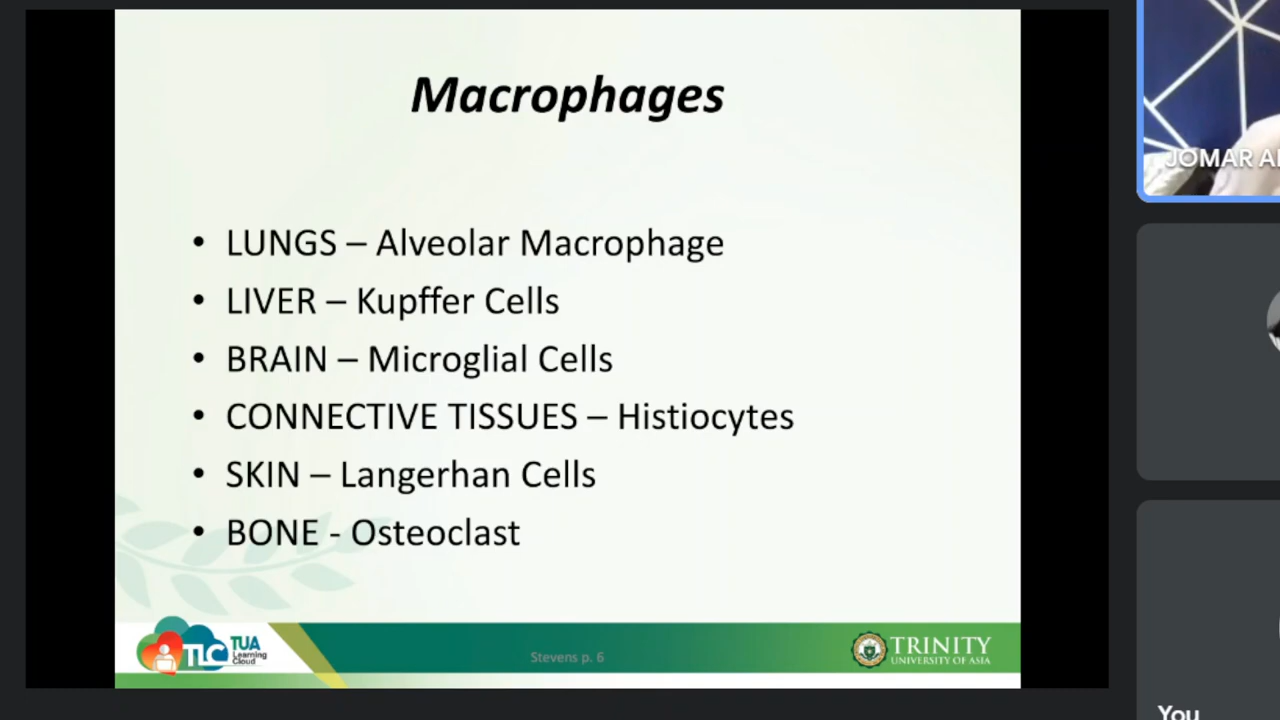 Macrophages
• LUNGS – Alveolar Macrophage
• LIVER – Kupffer Cells
• BRAIN – Microglial Cells
• CONNECTIVE TISSUES – Histiocytes
• SKIN – Langerhan Cells
• BONE - Osteoclast
TLC TUA
Learning
Cloud
Stevens p. 6
TRINITY
UNIVERSITY OF ASIA
JOMAR
You